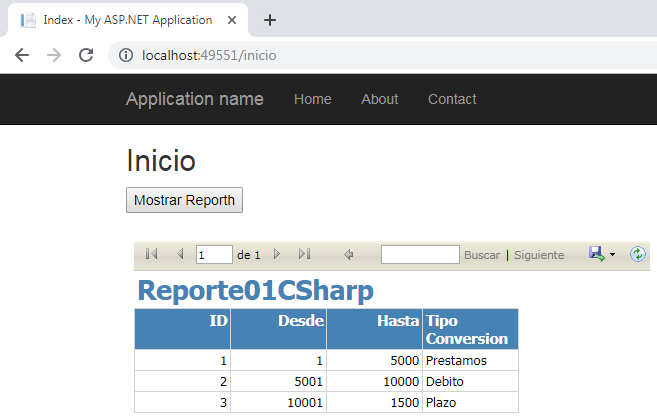 Index - My ASP.NET Application
localhost:49551/inicio
Application name Home About Contact
Inicio
Mostrar Reporth
1 de 1 Buscar | Siguiente
Reporte01CSharp
ID Desde Hasta Tipo
Conversion
1 1 5000 Prestamos
2 5001 10000 Debito
3 10001 1500 Plazo